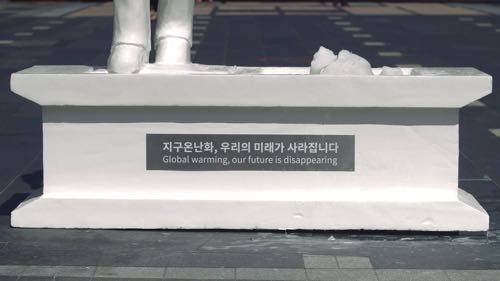 지구온난화, 우리의 미래가 사라집니다
Global warming, our future is disappearing